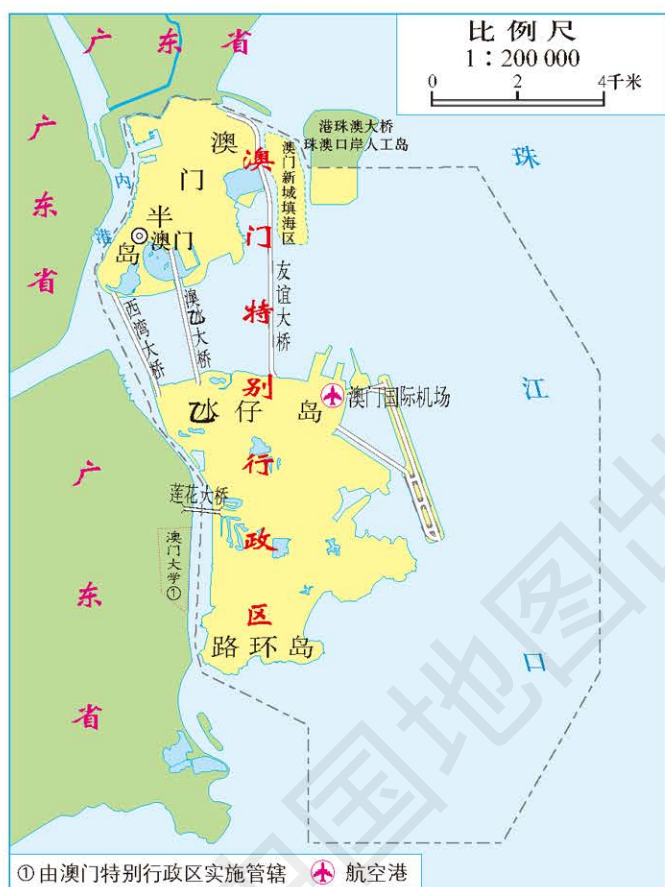 比例尺
1：200 000
0 2 4千米
广东省
广东省
广东省
澳门特别行政区
澳门半岛
澳门
内港
港珠澳大桥
珠澳口岸人工岛
澳门新城填海区
珠江口
友谊大桥
澳氹大桥
西湾大桥
氹仔岛
澳门国际机场
莲花大桥
澳门大学①
路环岛
①由澳门特别行政区实施管辖
航空港
中国地图出